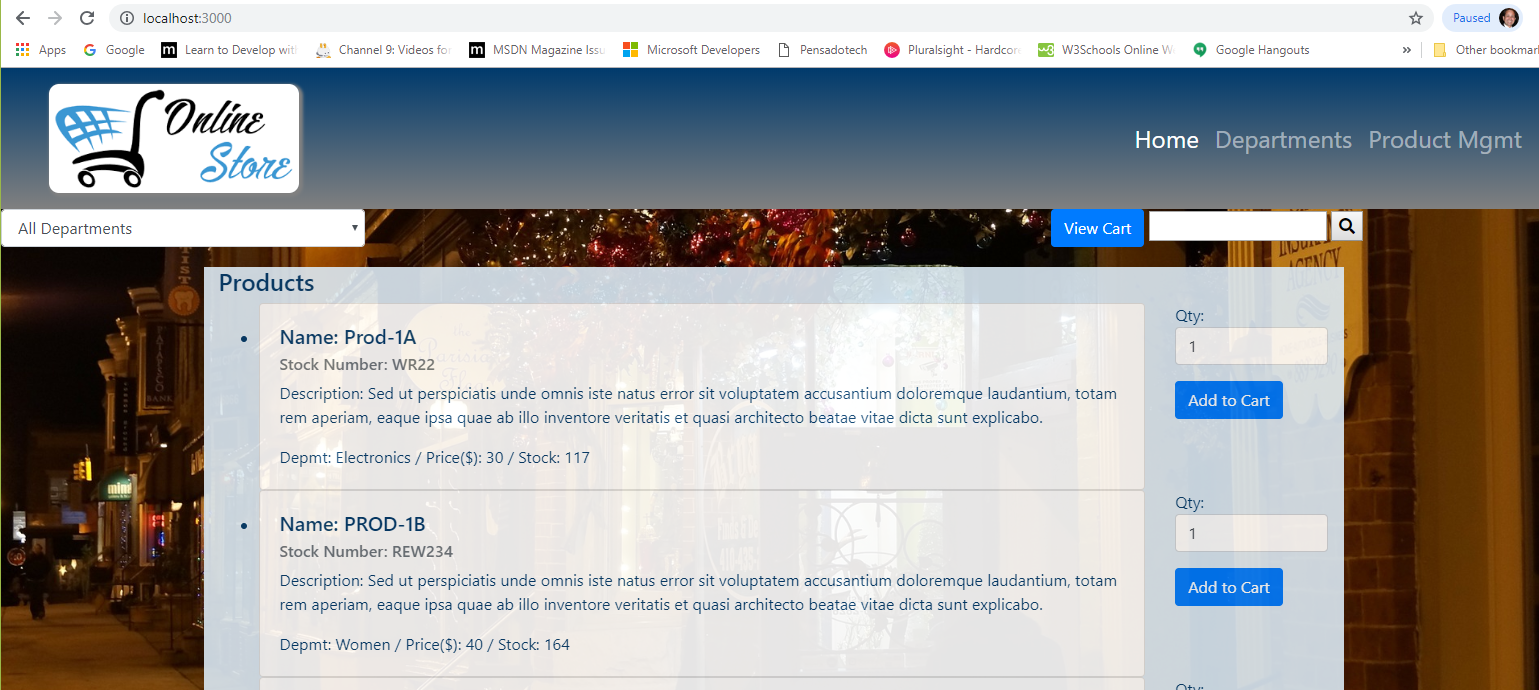 localhost:3000
Paused
Apps
Google
Learn to Develop with
Channel 9: Videos for
MSDN Magazine Issu
Microsoft Developers
Pensadotech
Pluralsight - Hardcore
W3Schools Online W
Google Hangouts
»
Other bookmar
Online
Store
Home Departments Product Mgmt
All Departments
View Cart
AGENCY
Products
Name: Prod-1A
Stock Number: WR22
Description: Sed ut perspiciatis unde omnis iste natus error sit voluptatem accusantium doloremque laudantium, totam
rem aperiam, eaque ipsa quae ab illo inventore veritatis et quasi architecto beatae vitae dicta sunt explicabo.
Depmt: Electronics / Price($): 30 / Stock: 117
Qty:
1
Add to Cart
Name: PROD-1B
Stock Number: REW234
Description: Sed ut perspiciatis unde omnis iste natus error sit voluptatem accusantium doloremque laudantium, totam
rem aperiam, eaque ipsa quae ab illo inventore veritatis et quasi architecto beatae vitae dicta sunt explicabo.
Depmt: Women / Price($): 40 / Stock: 164
Qty:
1
Add to Cart
Qty: